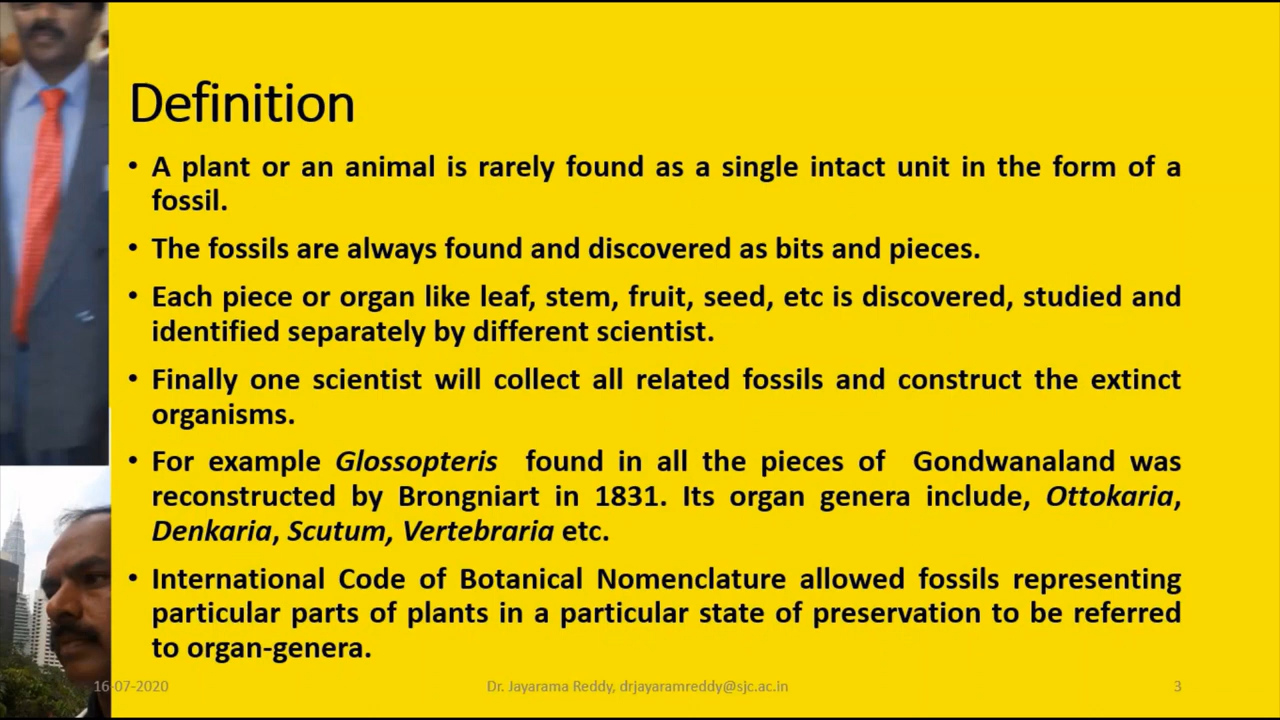 Definition
• A plant or an animal is rarely found as a single intact unit in the form of a
fossil.
• The fossils are always found and discovered as bits and pieces.
• Each piece or organ like leaf, stem, fruit, seed, etc is discovered, studied and
identified separately by different scientist.
• Finally one scientist will collect all related fossils and construct the extinct
organisms.
• For example Glossopteris found in all the pieces of Gondwanaland was
reconstructed by Brongniart in 1831. Its organ genera include, Ottokaria,
Denkaria, Scutum, Vertebraria etc.
• International Code of Botanical Nomenclature allowed fossils representing
particular parts of plants in a particular state of preservation to be referred
to organ-genera.
16-07-2020 Dr. Jayarama Reddy, drjayaramreddy@sjc.ac.in 3